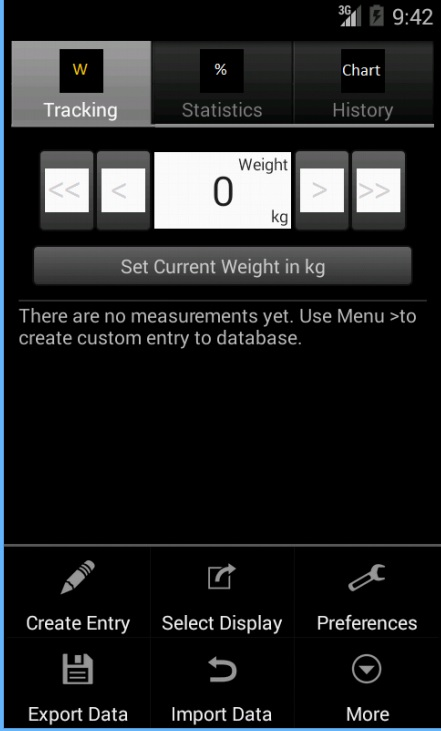 3G 9:42
W % Chart
Tracking Statistics History
Weight
<< < 0 > >>
kg
Set Current Weight in kg
There are no measurements yet. Use Menu >to
create custom entry to database.
Create Entry Select Display Preferences
Export Data Import Data More